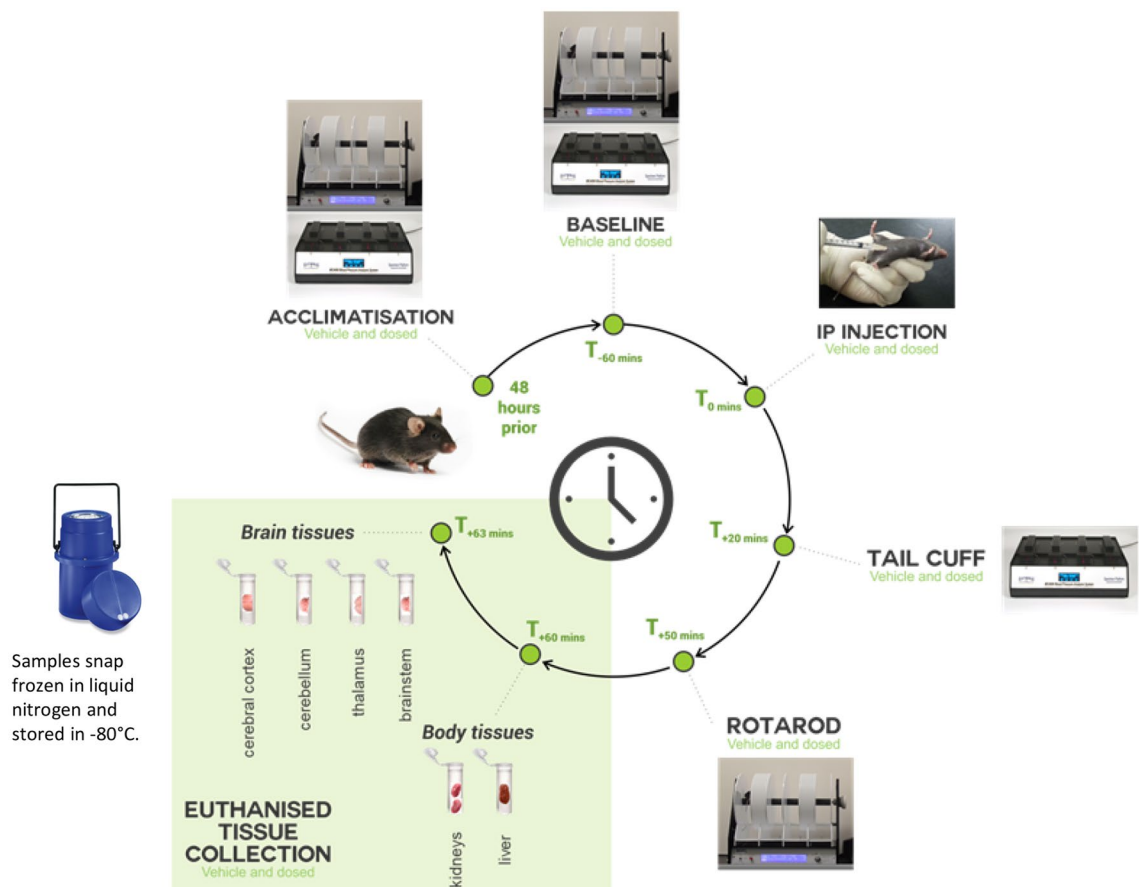 BASELINE
Vehicle and dosed
ACCLIMATISATION
Vehicle and dosed
IP INJECTION
Vehicle and dosed
T-60 mins
48
hours
prior
T0 mins
T+20 mins
TAIL CUFF
Vehicle and dosed
T+50 mins
ROTAROD
Vehicle and dosed
T+60 mins
Body tissues
kidneys
liver
T+63 mins
Brain tissues
cerebral cortex
cerebellum
thalamus
brainstem
EUTHANISED
TISSUE
COLLECTION
Vehicle and dosed
Samples snap
frozen in liquid
nitrogen and
stored in -80°C.